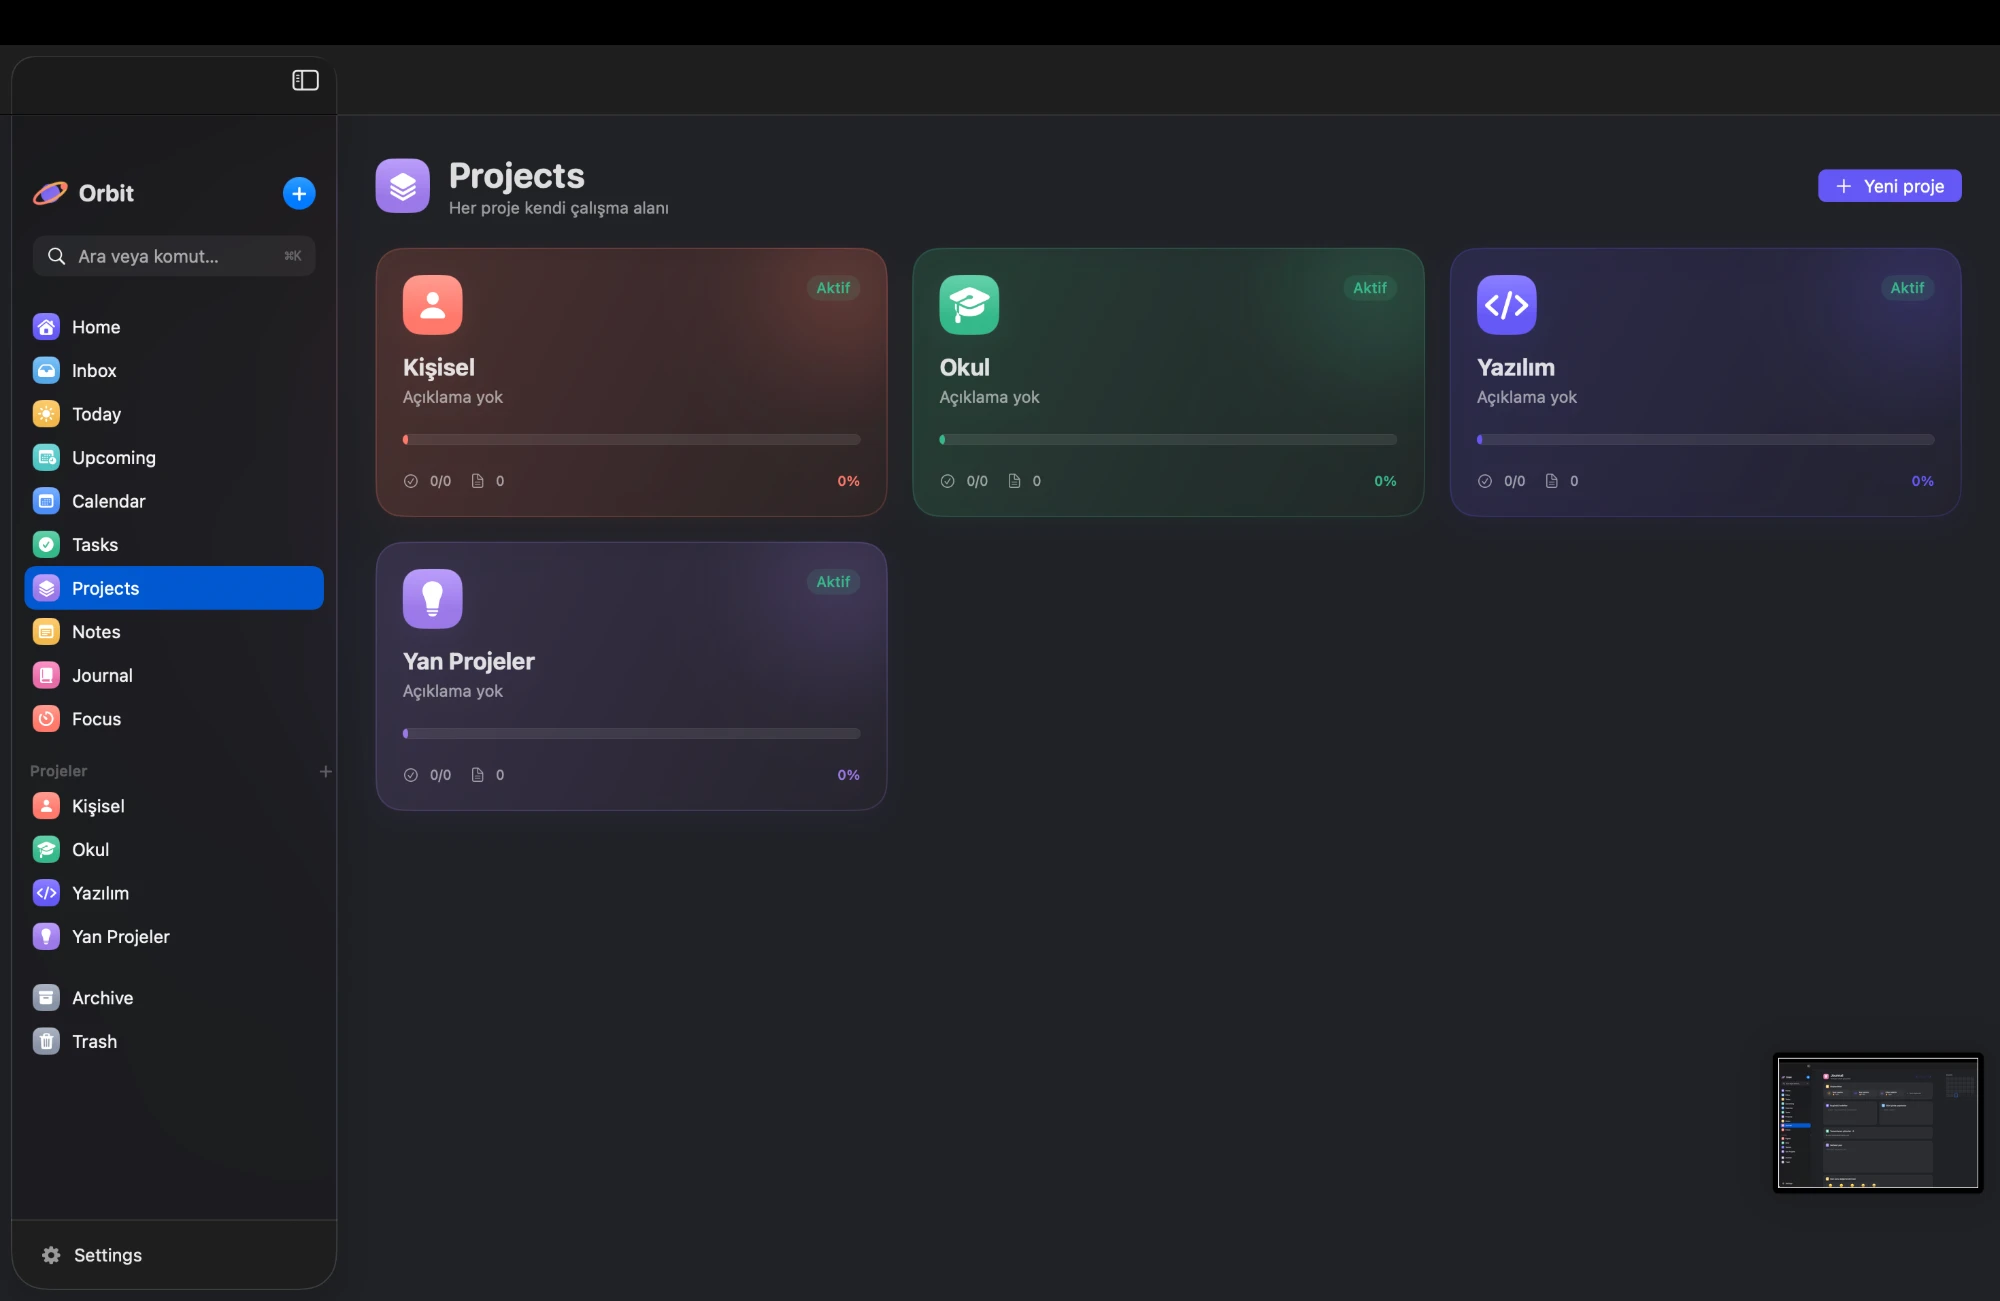 Orbit
Ara veya komut... ⌘K
Home
Inbox
Today
Upcoming
Calendar
Tasks
Projects
Notes
Journal
Focus
Projeler
Kişisel
Okul
Yazılım
Yan Projeler
Archive
Trash
Settings
Projects
Her proje kendi çalışma alanı
+ Yeni proje
Aktif
Kişisel
Açıklama yok
0/0 0 0%
Aktif
Okul
Açıklama yok
0/0 0 0%
Aktif
Yazılım
Açıklama yok
0/0 0 0%
Aktif
Yan Projeler
Açıklama yok
0/0 0 0%